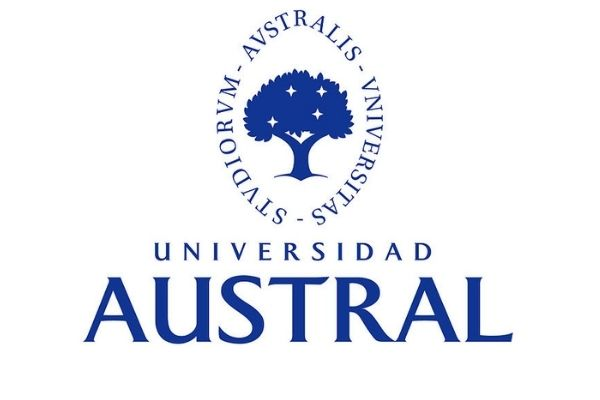 STVDIORVM - AVSTRALIS - VNIVERSITAS -
UNIVERSIDAD
AUSTRAL